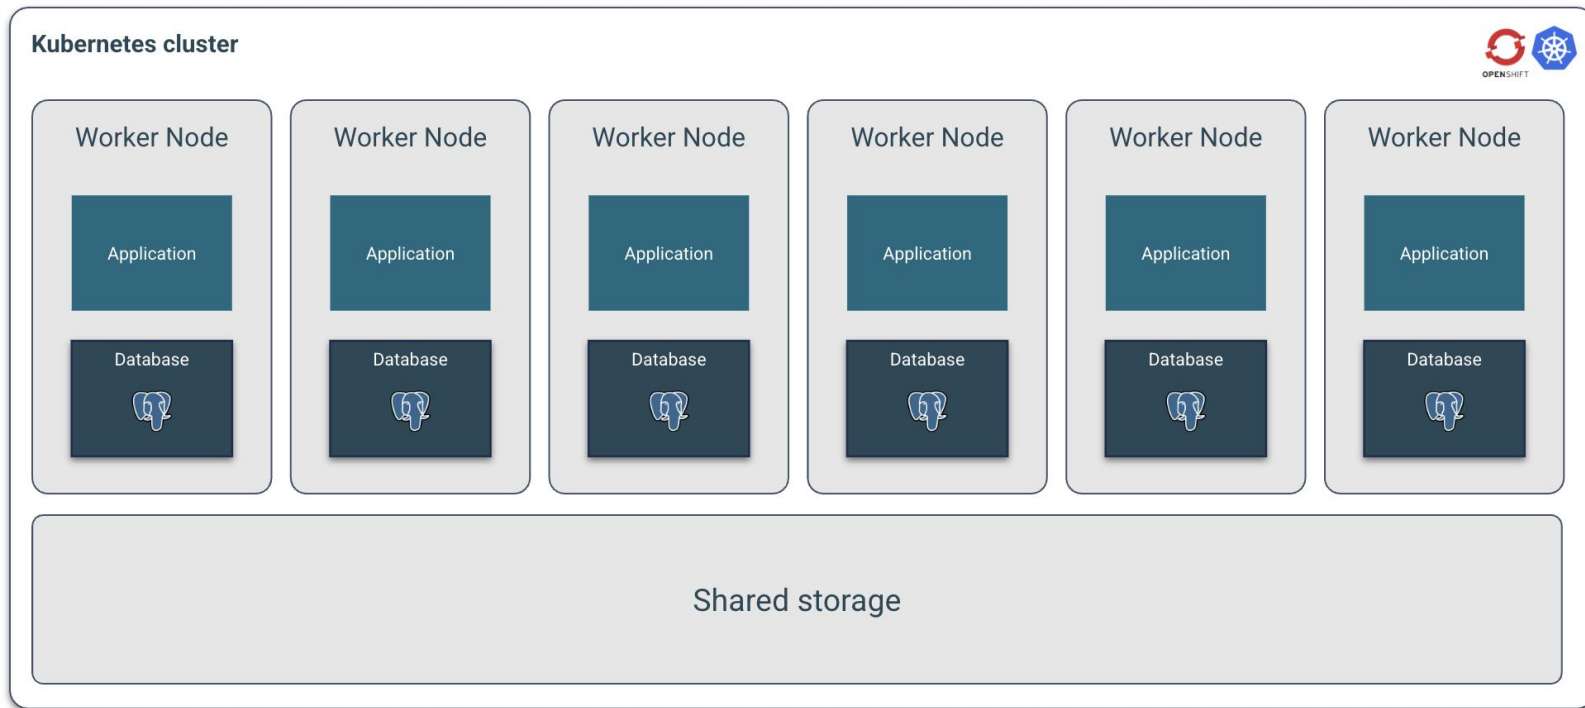 Kubernetes cluster
OPENSHIFT
Worker Node
Application
Database
Worker Node
Application
Database
Worker Node
Application
Database
Worker Node
Application
Database
Worker Node
Application
Database
Worker Node
Application
Database
Shared storage